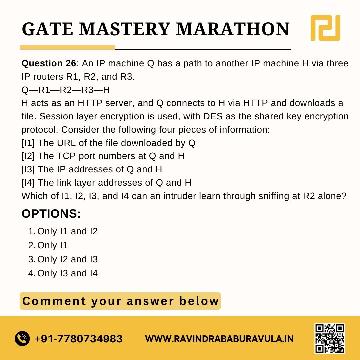 GATE MASTERY MARATHON
Question 26: An IP machine Q has a path to another IP machine H via three
IP routers R1, R2, and R3.
Q—R1—R2—R3—H
H acts as an HTTP server, and Q connects to H via HTTP and downloads a
file. Session layer encryption is used, with DES as the shared key encryption
protocol. Consider the following four pieces of information:
[I1] The URL of the file downloaded by Q
[I2] The TCP port numbers at Q and H
[I3] The IP addresses of Q and H
[I4] The link layer addresses of Q and H
Which of I1, I2, I3, and I4 can an intruder learn through sniffing at R2 alone?
OPTIONS:
1. Only I1 and I2
2. Only I1
3. Only I2 and I3
4. Only I3 and I4
Comment your answer below
+91-7780734983
WWW.RAVINDRABABURAVULA.IN